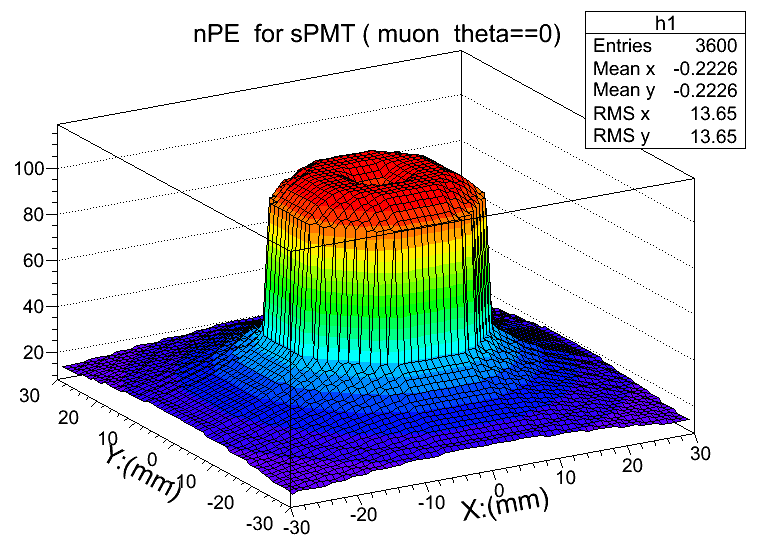 nPE for sPMT ( muon theta==0)
h1
Entries 3600
Mean x -0.2226
Mean y -0.2226
RMS x 13.65
RMS y 13.65
100
80
60
40
20
30
20
10
0
-10
-20
-30
Y:(mm)
-30
-20
-10
0
10
20
30
X:(mm)